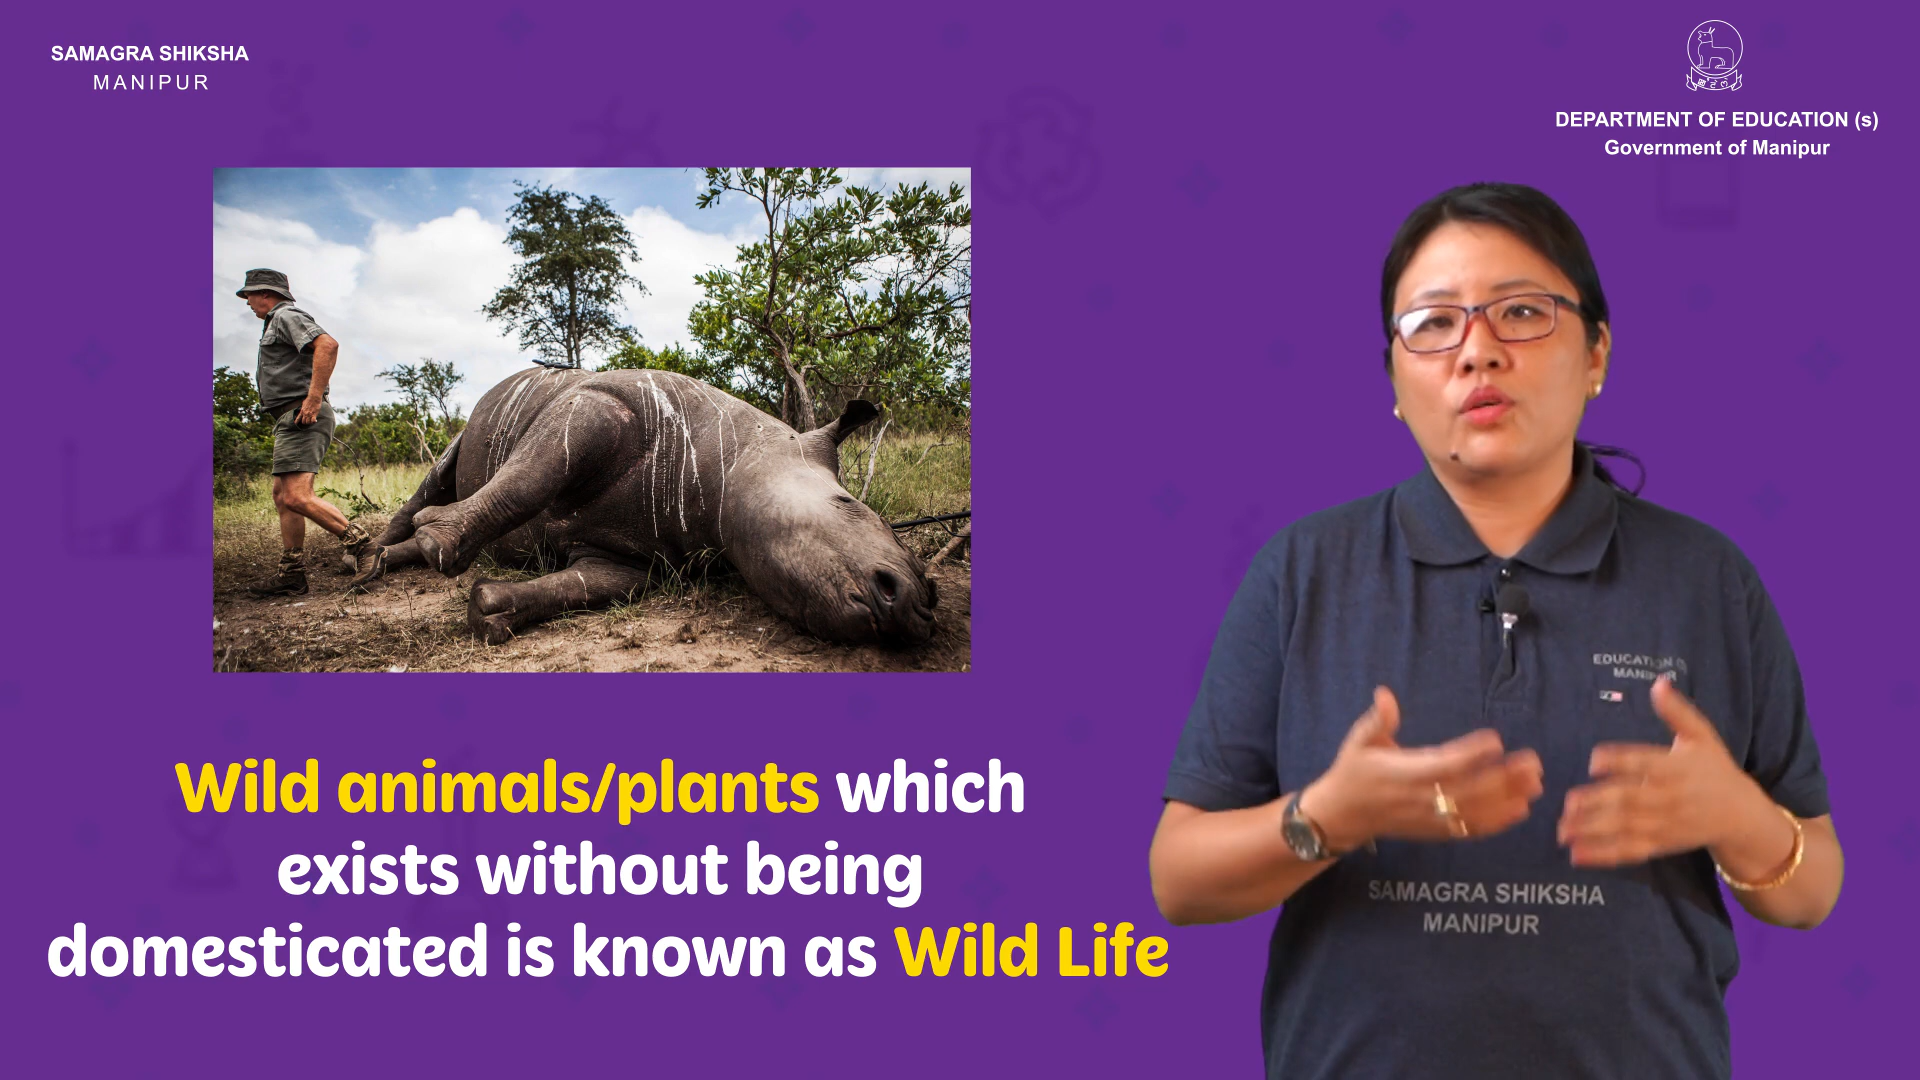 SAMAGRA SHIKSHA
MANIPUR
DEPARTMENT OF EDUCATION (s)
Government of Manipur
Wild animals/plants which
exists without being
domesticated is known as Wild Life
MANIPUR
SAMAGRA SHIKSHA
MANIPUR